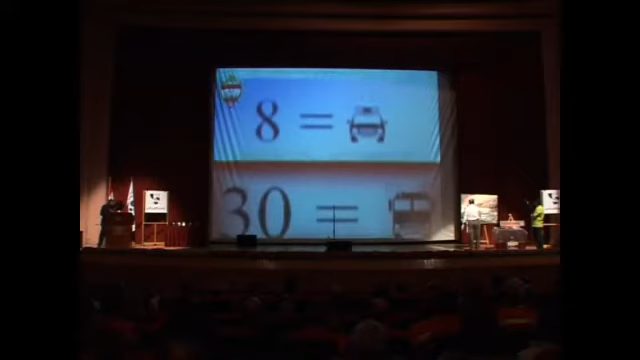 8 =
30 =